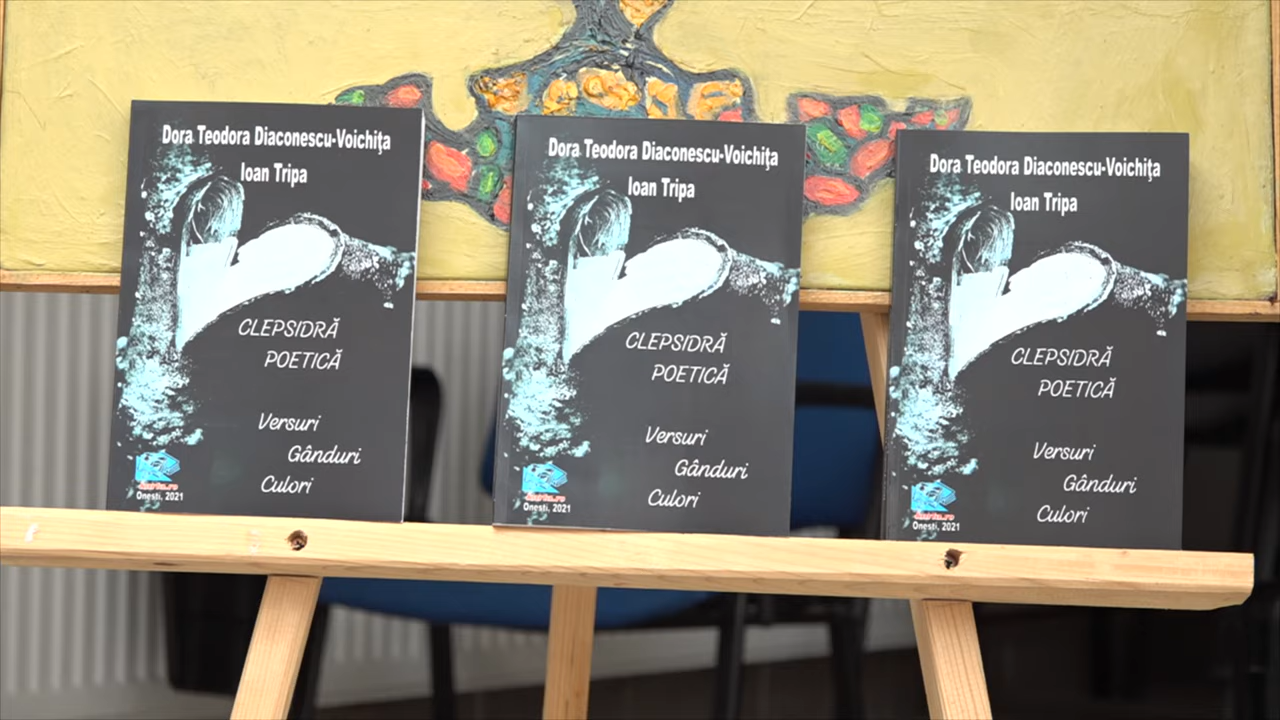 Dora Teodora Diaconescu-Voichiţa
Ioan Tripa
CLEPSIDRĂ
POETICĂ
Versuri
Gânduri
Culori
Onesti, 2021
Dora Teodora Diaconescu-Voichiţa
Ioan Tripa
CLEPSIDRĂ
POETICĂ
Versuri
Gânduri
Culori
Onesti, 2021
Dora Teodora Diaconescu-Voichiţa
Ioan Tripa
CLEPSIDRĂ
POETICĂ
Versuri
Gânduri
Culori
Onesti, 2021